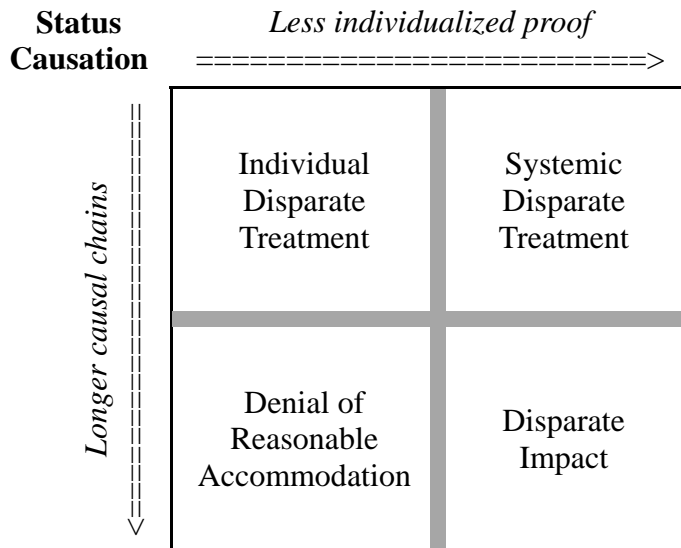 Status
Causation
Less individualized proof
==========================>
Longer causal chains
Individual
Disparate
Treatment
Systemic
Disparate
Treatment
Denial of
Reasonable
Accommodation
Disparate
Impact